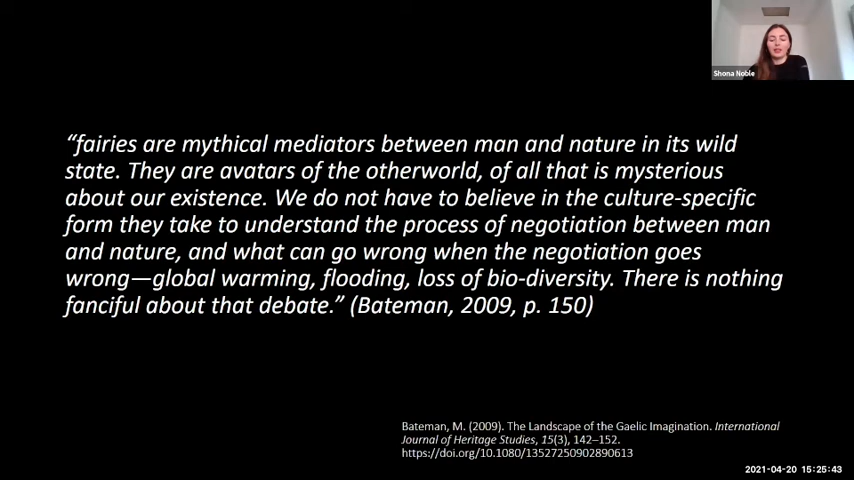 Shona Noble
“fairies are mythical mediators between man and nature in its wild
state. They are avatars of the otherworld, of all that is mysterious
about our existence. We do not have to believe in the culture-specific
form they take to understand the process of negotiation between man
and nature, and what can go wrong when the negotiation goes
wrong—global warming, flooding, loss of bio-diversity. There is nothing
fanciful about that debate.” (Bateman, 2009, p. 150)
Bateman, M. (2009). The Landscape of the Gaelic Imagination. International
Journal of Heritage Studies, 15(3), 142–152.
https://doi.org/10.1080/13527250902890613
2021-04-20 15:25:43